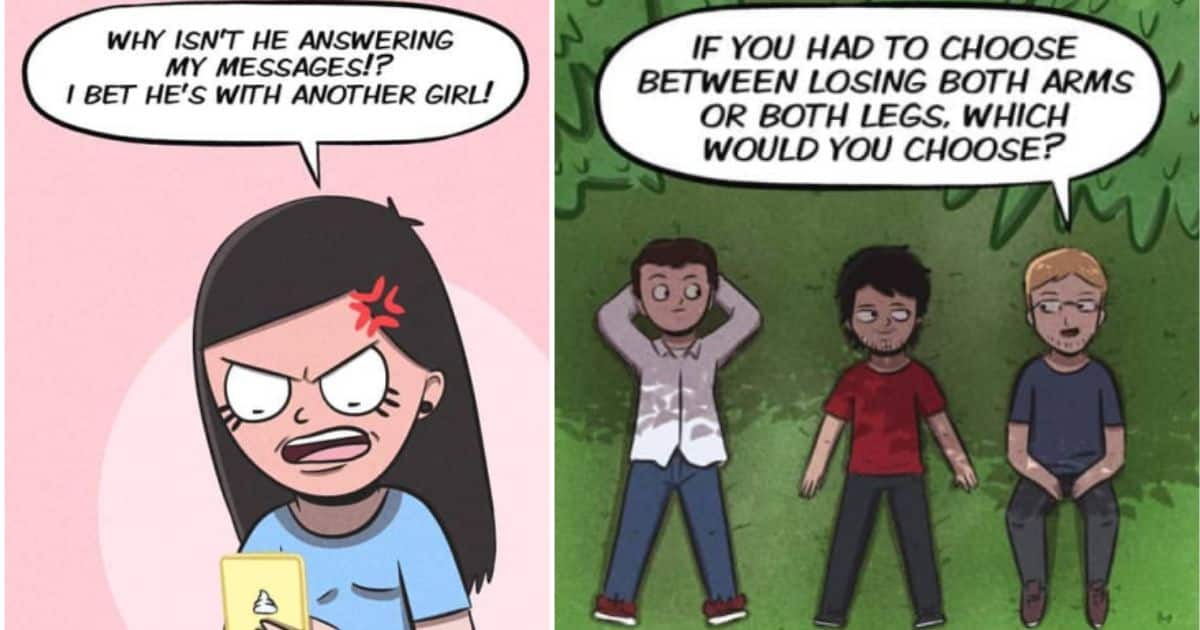 WHY ISN'T HE ANSWERING
MY MESSAGES!?
I BET HE'S WITH ANOTHER GIRL!
IF YOU HAD TO CHOOSE
BETWEEN LOSING BOTH ARMS
OR BOTH LEGS, WHICH
WOULD YOU CHOOSE?